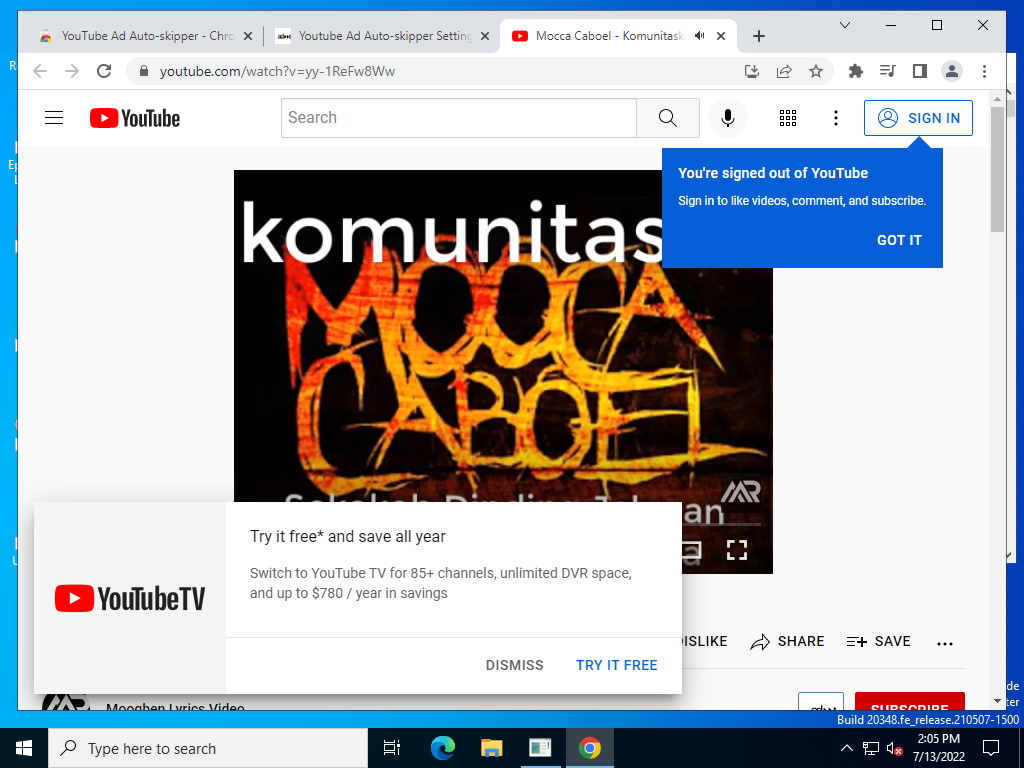 YouTube Ad Auto-skipper - Chro
Youtube Ad Auto-skipper Setting
Mocca Caboel - Komunitask
youtube.com/watch?v=yy-1ReFw8Ww
YouTube
Search
SIGN IN
You're signed out of YouTube
Sign in to like videos, comment, and subscribe.
GOT IT
komunitas
MOCCA
CABOEL
Try it free* and save all year
Switch to YouTube TV for 85+ channels, unlimited DVR space,
and up to $780 / year in savings
YouTubeTV
DISMISS
TRY IT FREE
DISLIKE
SHARE
SAVE
Mooghen Lyrics Video
SUBSCRIBE
Build 20348.fe_release.210507-1500
Type here to search
2:05 PM
7/13/2022